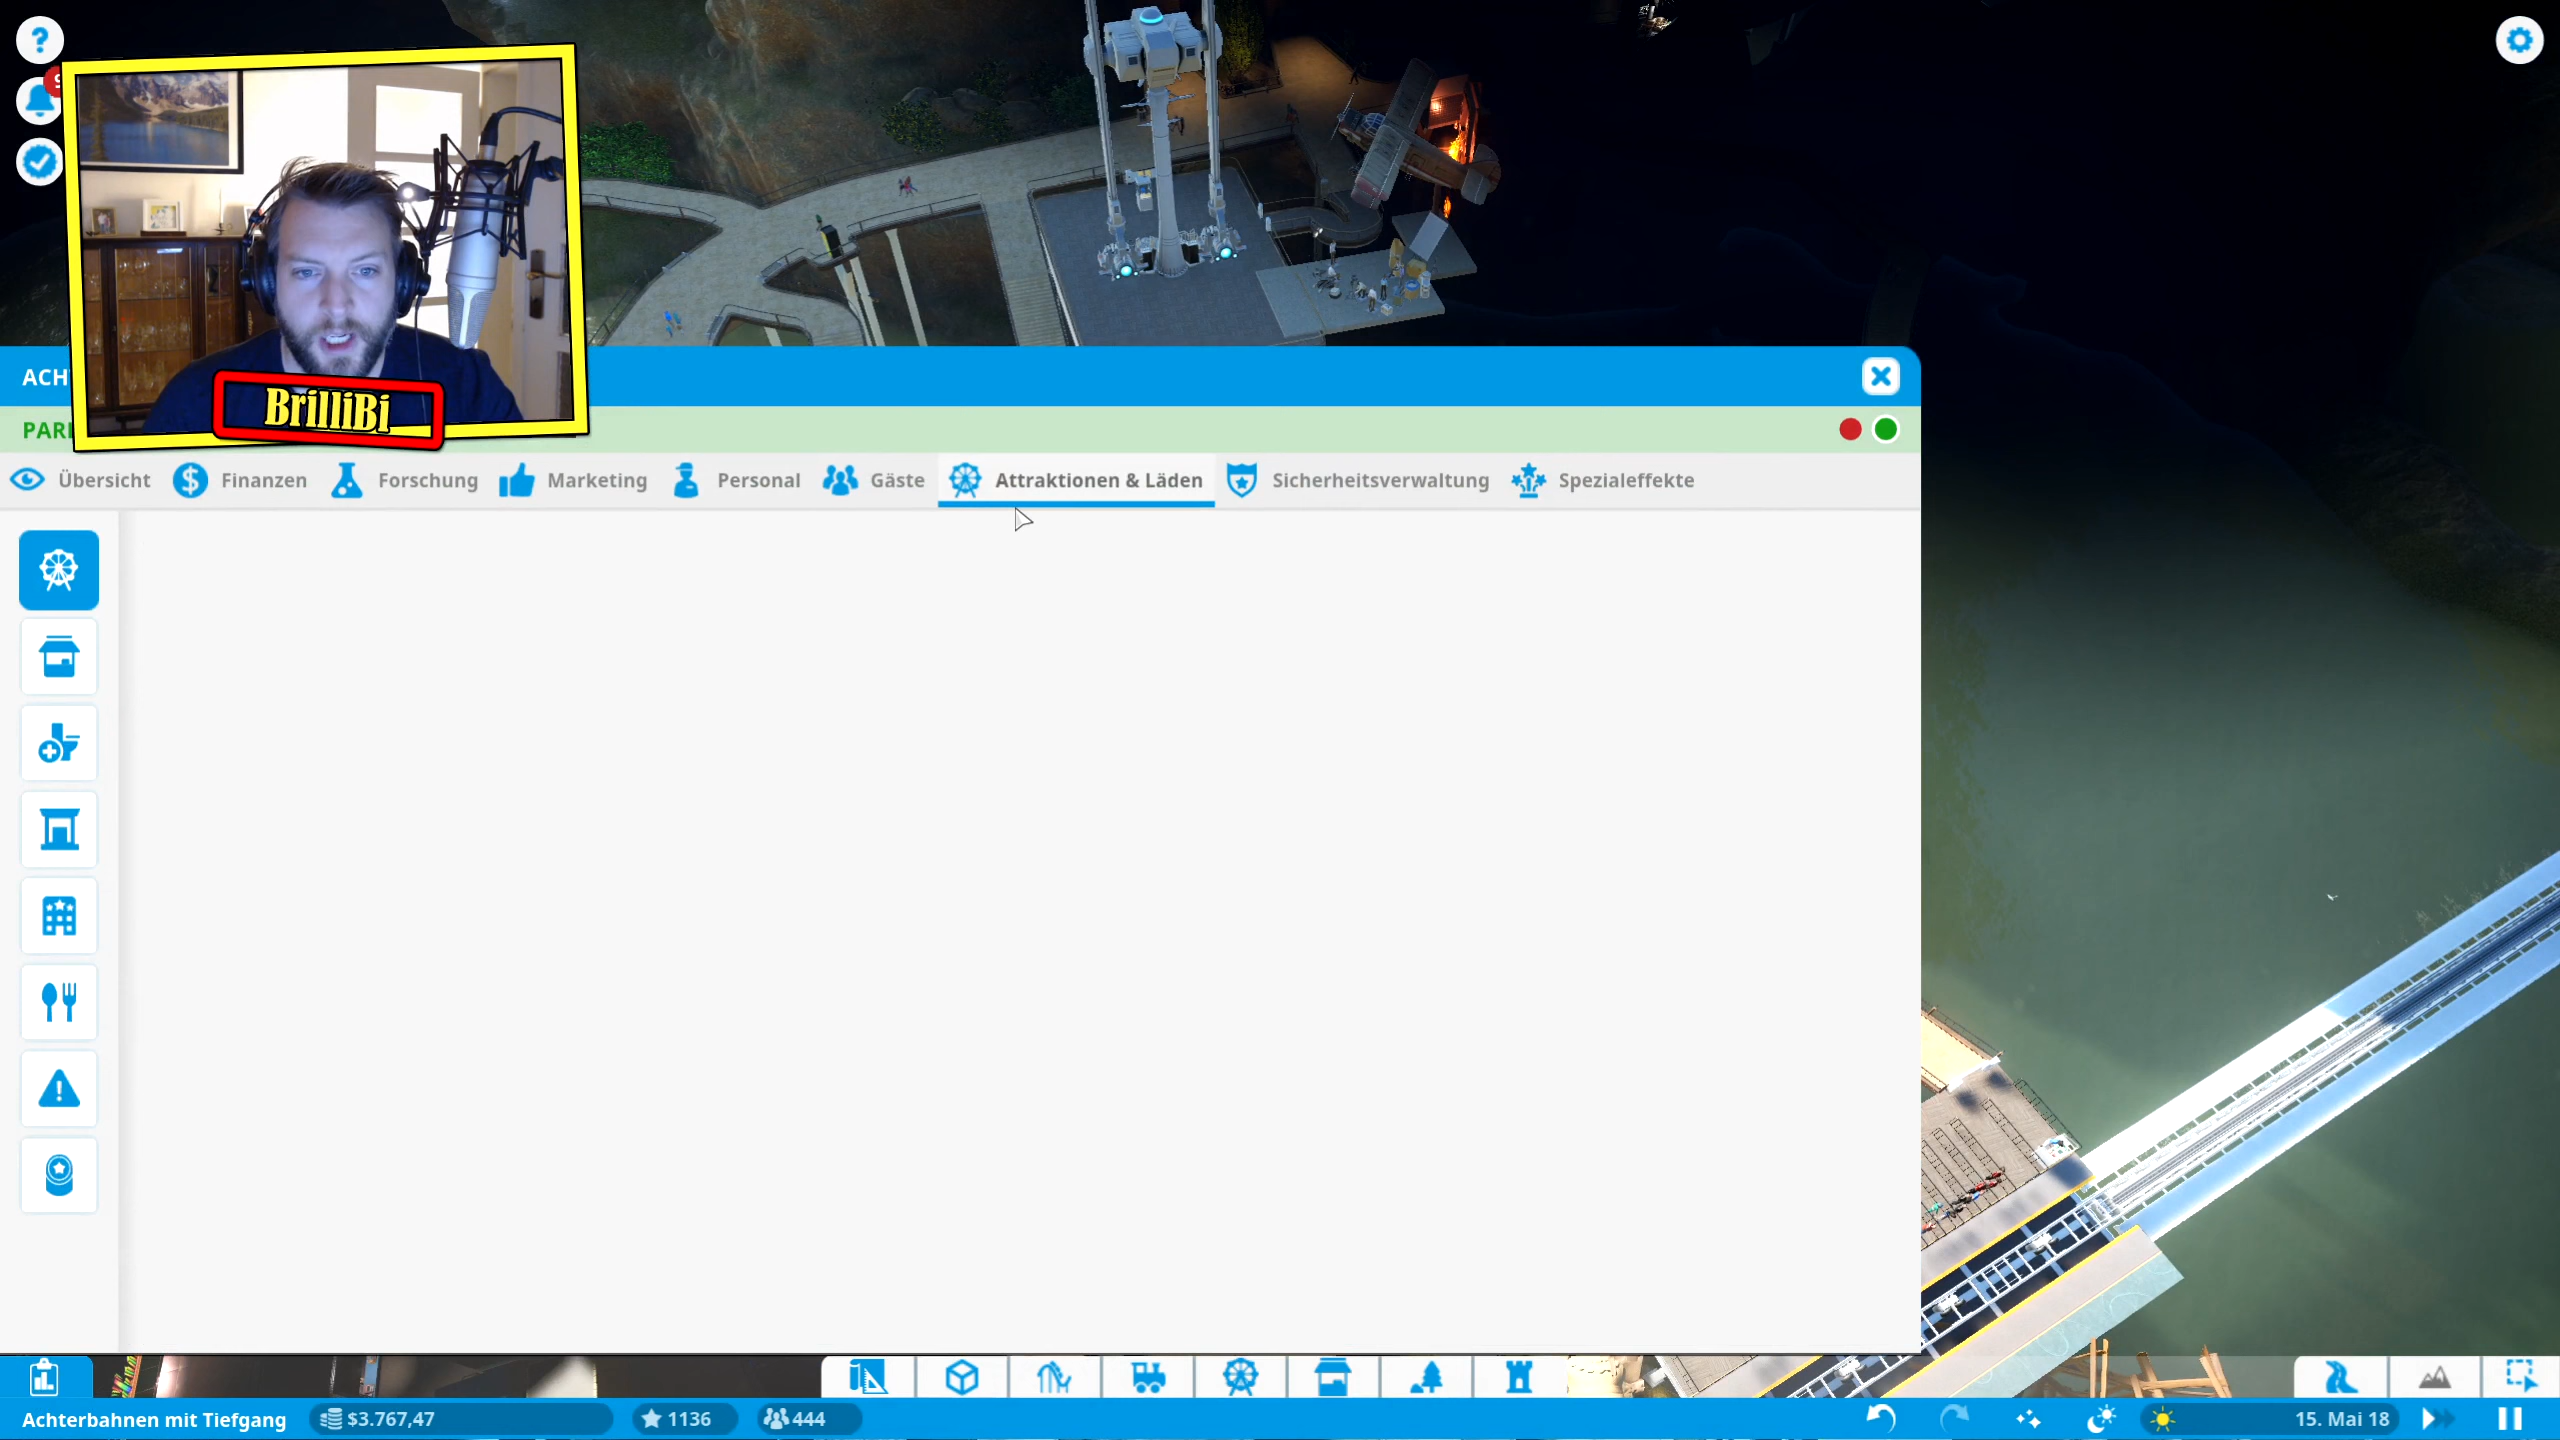 ACH
PARK
BrilliBi
Übersicht Finanzen Forschung Marketing Personal Gäste Attraktionen & Läden Sicherheitsverwaltung Spezialeffekte
Achterbahnen mit Tiefgang $3.767,47 1136 444 15. Mai 18